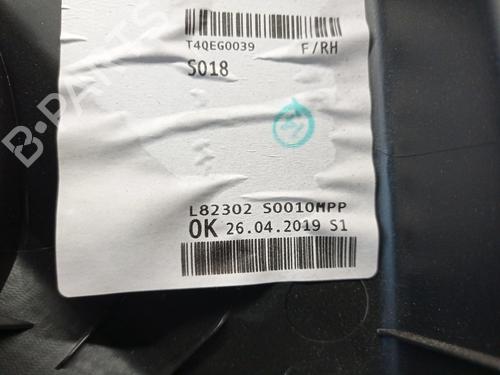 T4QEG0039 F/RH
S018
L82302 S0010MPP
OK 26.04.2019 S1
B-PARTS